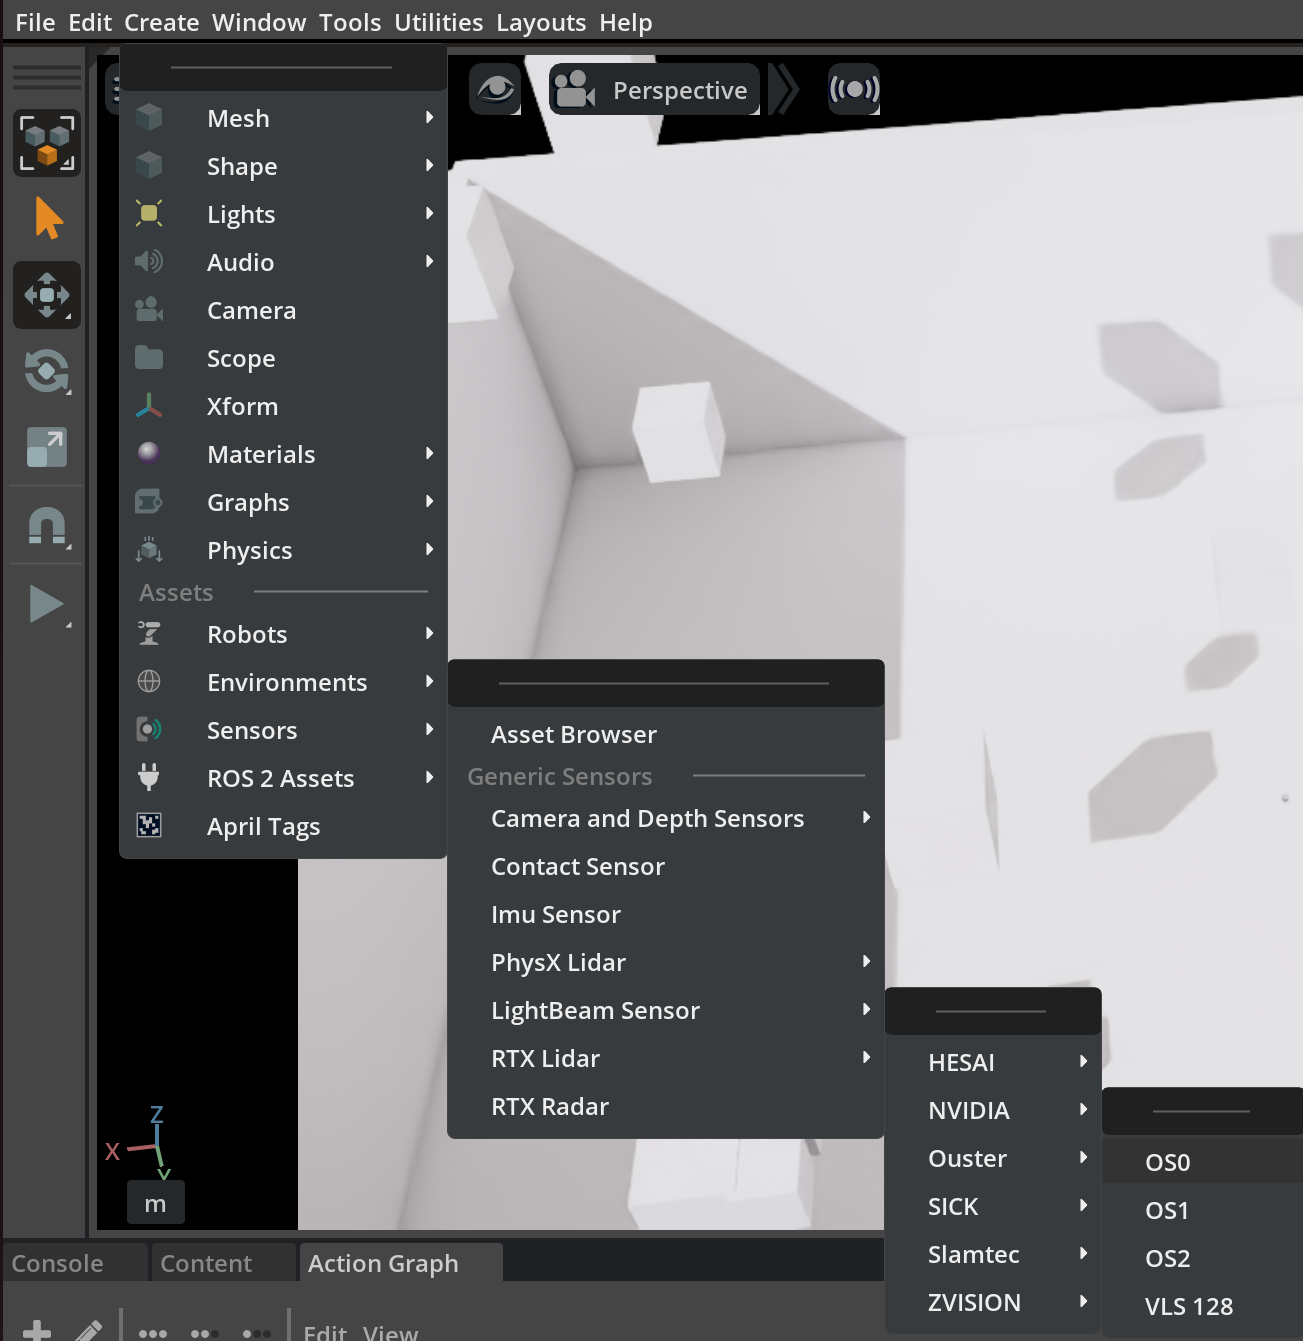 File Edit Create Window Tools Utilities Layouts Help
Perspective
Mesh
Shape
Lights
Audio
Camera
Scope
Xform
Materials
Graphs
Physics
Assets
Robots
Environments
Sensors
ROS 2 Assets
April Tags
Asset Browser
Generic Sensors
Camera and Depth Sensors
Contact Sensor
Imu Sensor
PhysX Lidar
LightBeam Sensor
RTX Lidar
RTX Radar
HESAI
NVIDIA
Ouster
SICK
Slamtec
ZVISION
OS0
OS1
OS2
VLS 128
Z
X
Y
m
Console Content Action Graph
Edit View